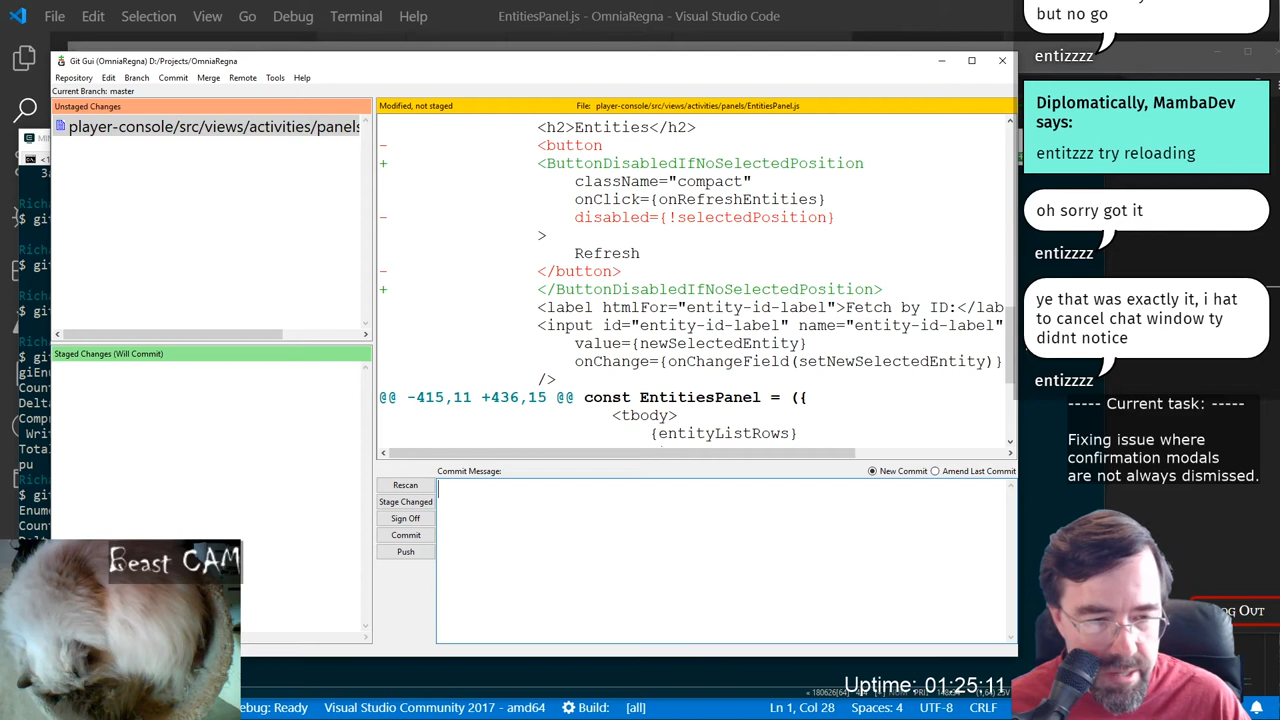 File Edit Selection View Go Debug Terminal Help
EntitiesPanel.js - OmniaRegna - Visual Studio Code
Git Gui (OmniaRegna) D:/Projects/OmniaRegna
Repository Edit Branch Commit Merge Remote Tools Help
Current Branch: master
Unstaged Changes
player-console/src/views/activities/panels
Modified, not staged
File: player-console/src/views/activities/panels/EntitiesPanel.js
<h2>Entities</h2>
- <button
+ <ButtonDisabledIfNoSelectedPosition
className="compact"
onClick={onRefreshEntities}
- disabled={!selectedPosition}
>
Refresh
- </button>
+ </ButtonDisabledIfNoSelectedPosition>
<label htmlFor="entity-id-label">Fetch by ID:</lab
<input id="entity-id-label" name="entity-id-label"
value={newSelectedEntity}
onChange={onChangeField(setNewSelectedEntity)}
/>
@@ -415,11 +436,15 @@ const EntitiesPanel = ({
<tbody>
{entityListRows}
Staged Changes (Will Commit)
Commit Message:
New Commit
Amend Last Commit
Rescan
Stage Changed
Sign Off
Commit
Push
but no go
entizzzz
Diplomatically, MambaDev
says:
entitzzz try reloading
oh sorry got it
entizzzz
ye that was exactly it, i hat
to cancel chat window ty
didnt notice
entizzzz
----- Current task: -----
Fixing issue where
confirmation modals
are not always dismissed.
og Out
Beast CAM
Uptime: 01:25:11
ebug: Ready
Visual Studio Community 2017 - amd64
Build:
[all]
Ln 1, Col 28
Spaces: 4
UTF-8
CRLF